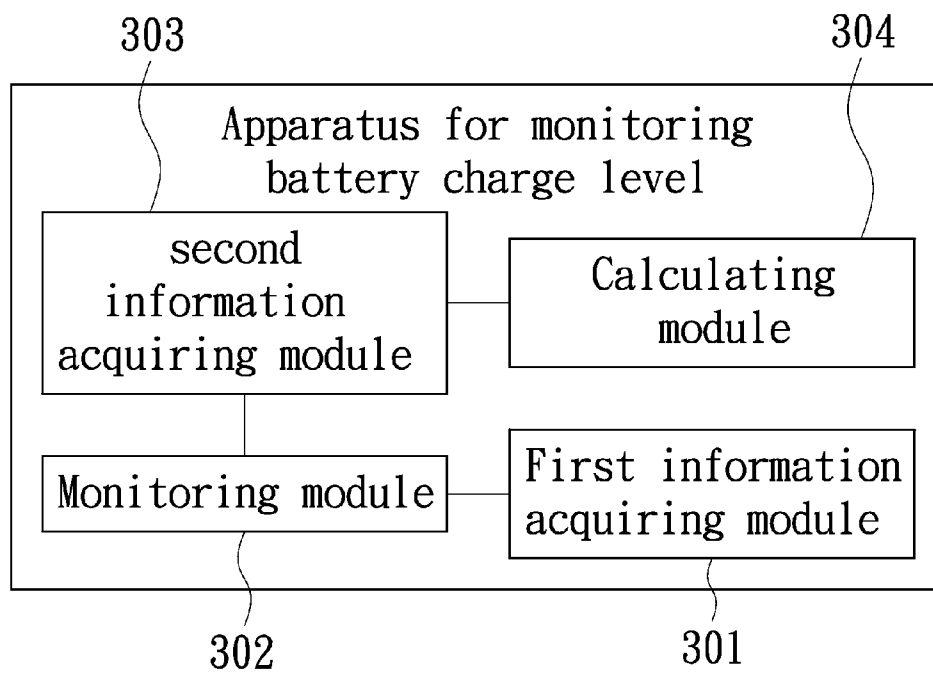 303
304
Apparatus for monitoring
battery charge level
second
information
acquiring module
Calculating
module
Monitoring module
First information
acquiring module
302
301